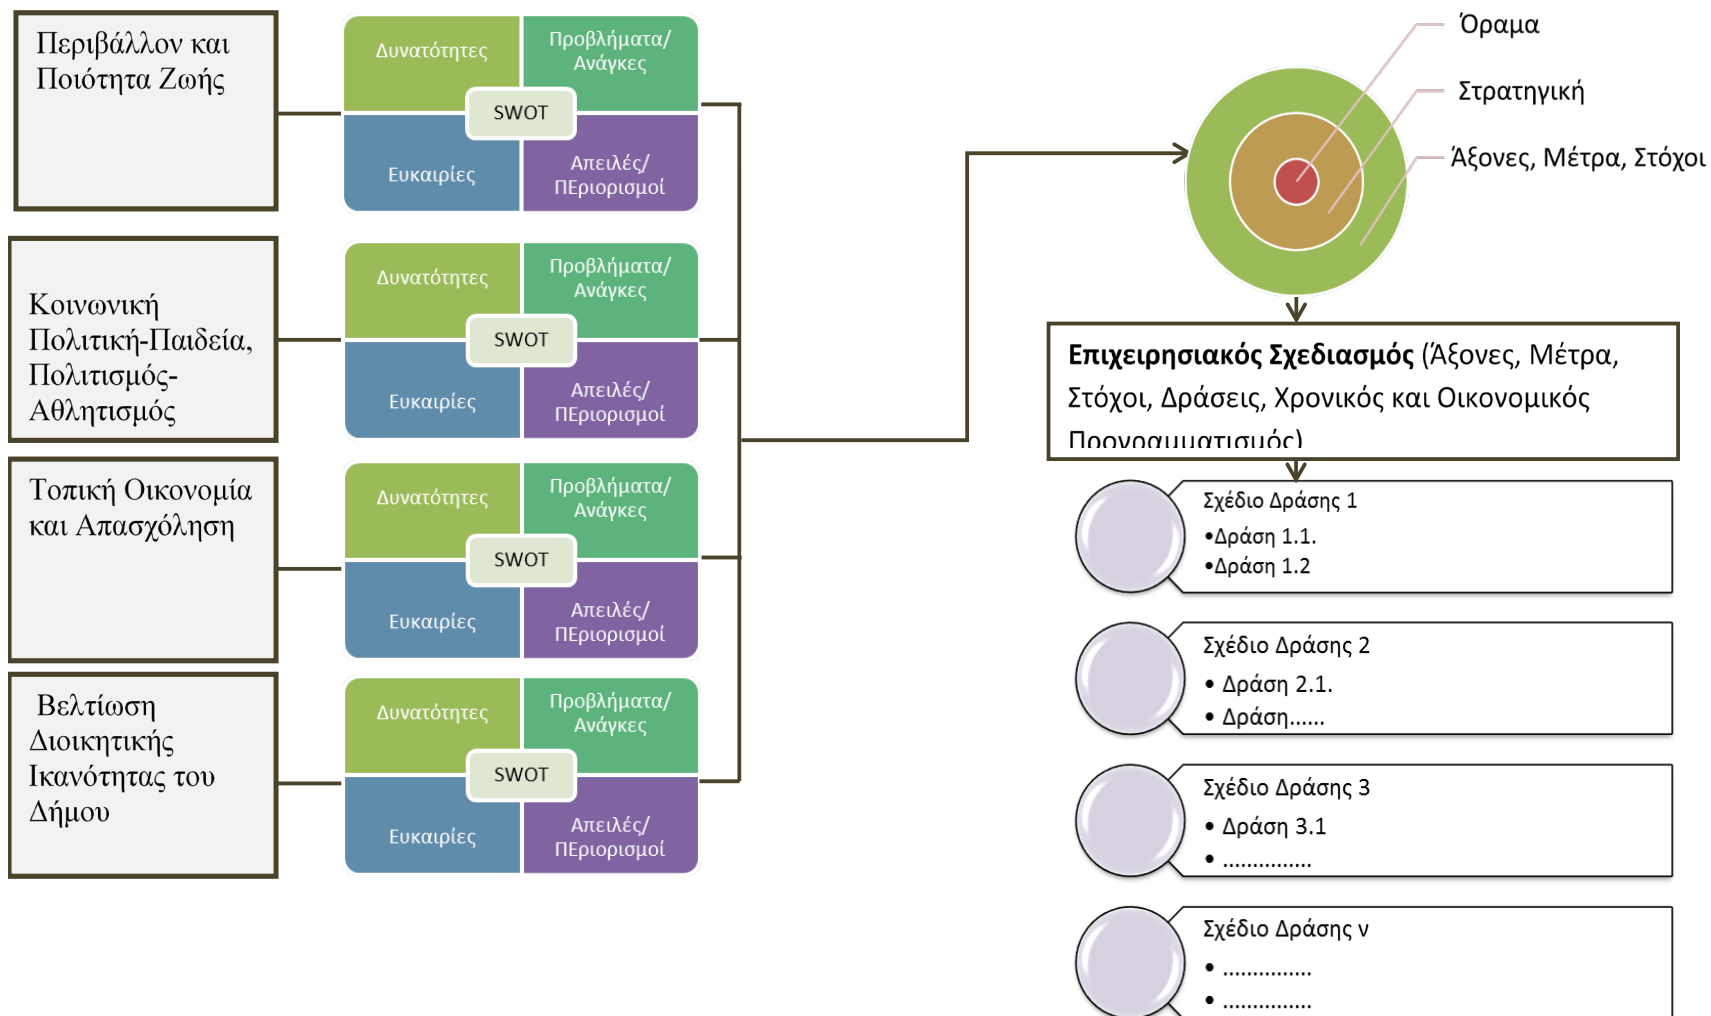 Περιβάλλον και
Ποιότητα Ζωής
Δυνατότητες
Προβλήματα/
Ανάγκες
SWOT
Ευκαιρίες
Απειλές/
ΠΕριορισμοί
Κοινωνική
Πολιτική-Παιδεία,
Πολιτισμός-
Αθλητισμός
Δυνατότητες
Προβλήματα/
Ανάγκες
SWOT
Ευκαιρίες
Απειλές/
ΠΕριορισμοί
Τοπική Οικονομία
και Απασχόληση
Δυνατότητες
Προβλήματα/
Ανάγκες
SWOT
Ευκαιρίες
Απειλές/
ΠΕριορισμοί
Βελτίωση
Διοικητικής
Ικανότητας του
Δήμου
Δυνατότητες
Προβλήματα/
Ανάγκες
SWOT
Ευκαιρίες
Απειλές/
ΠΕριορισμοί
Όραμα
Στρατηγική
Άξονες, Μέτρα, Στόχοι
Επιχειρησιακός Σχεδιασμός (Άξονες, Μέτρα,
Στόχοι, Δράσεις, Χρονικός και Οικονομικός
Προγραμματισμός)
Σχέδιο Δράσης 1
•Δράση 1.1.
•Δράση 1.2
Σχέδιο Δράσης 2
• Δράση 2.1.
• Δράση......
Σχέδιο Δράσης 3
• Δράση 3.1
• ...............
Σχέδιο Δράσης ν
• ...............
• ...............